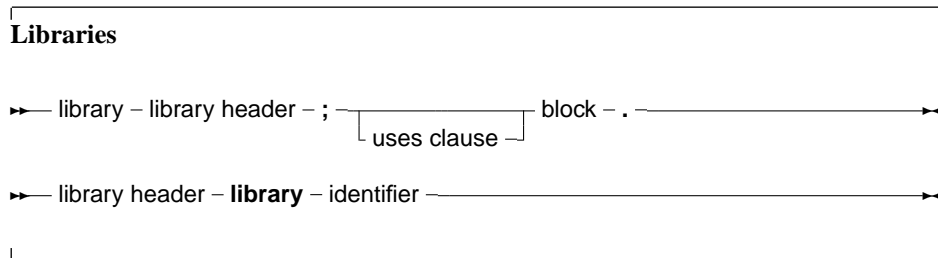 Libraries
library – library header – ; – block – .
uses clause
library header – library – identifier